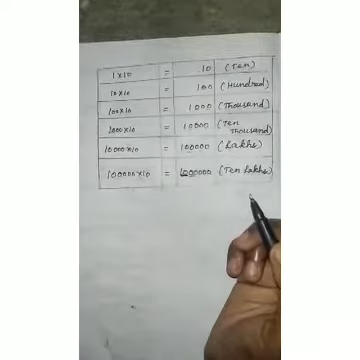 1x10 = 10 (Ten)
10x10 = 100 (Hundred)
100x10 = 1000 (Thousand)
1000x10 = 10000 (Ten Thousand)
10000x10 = 100000 (Lakhs)
100000x10 = 1000000 (Ten Lakhs)